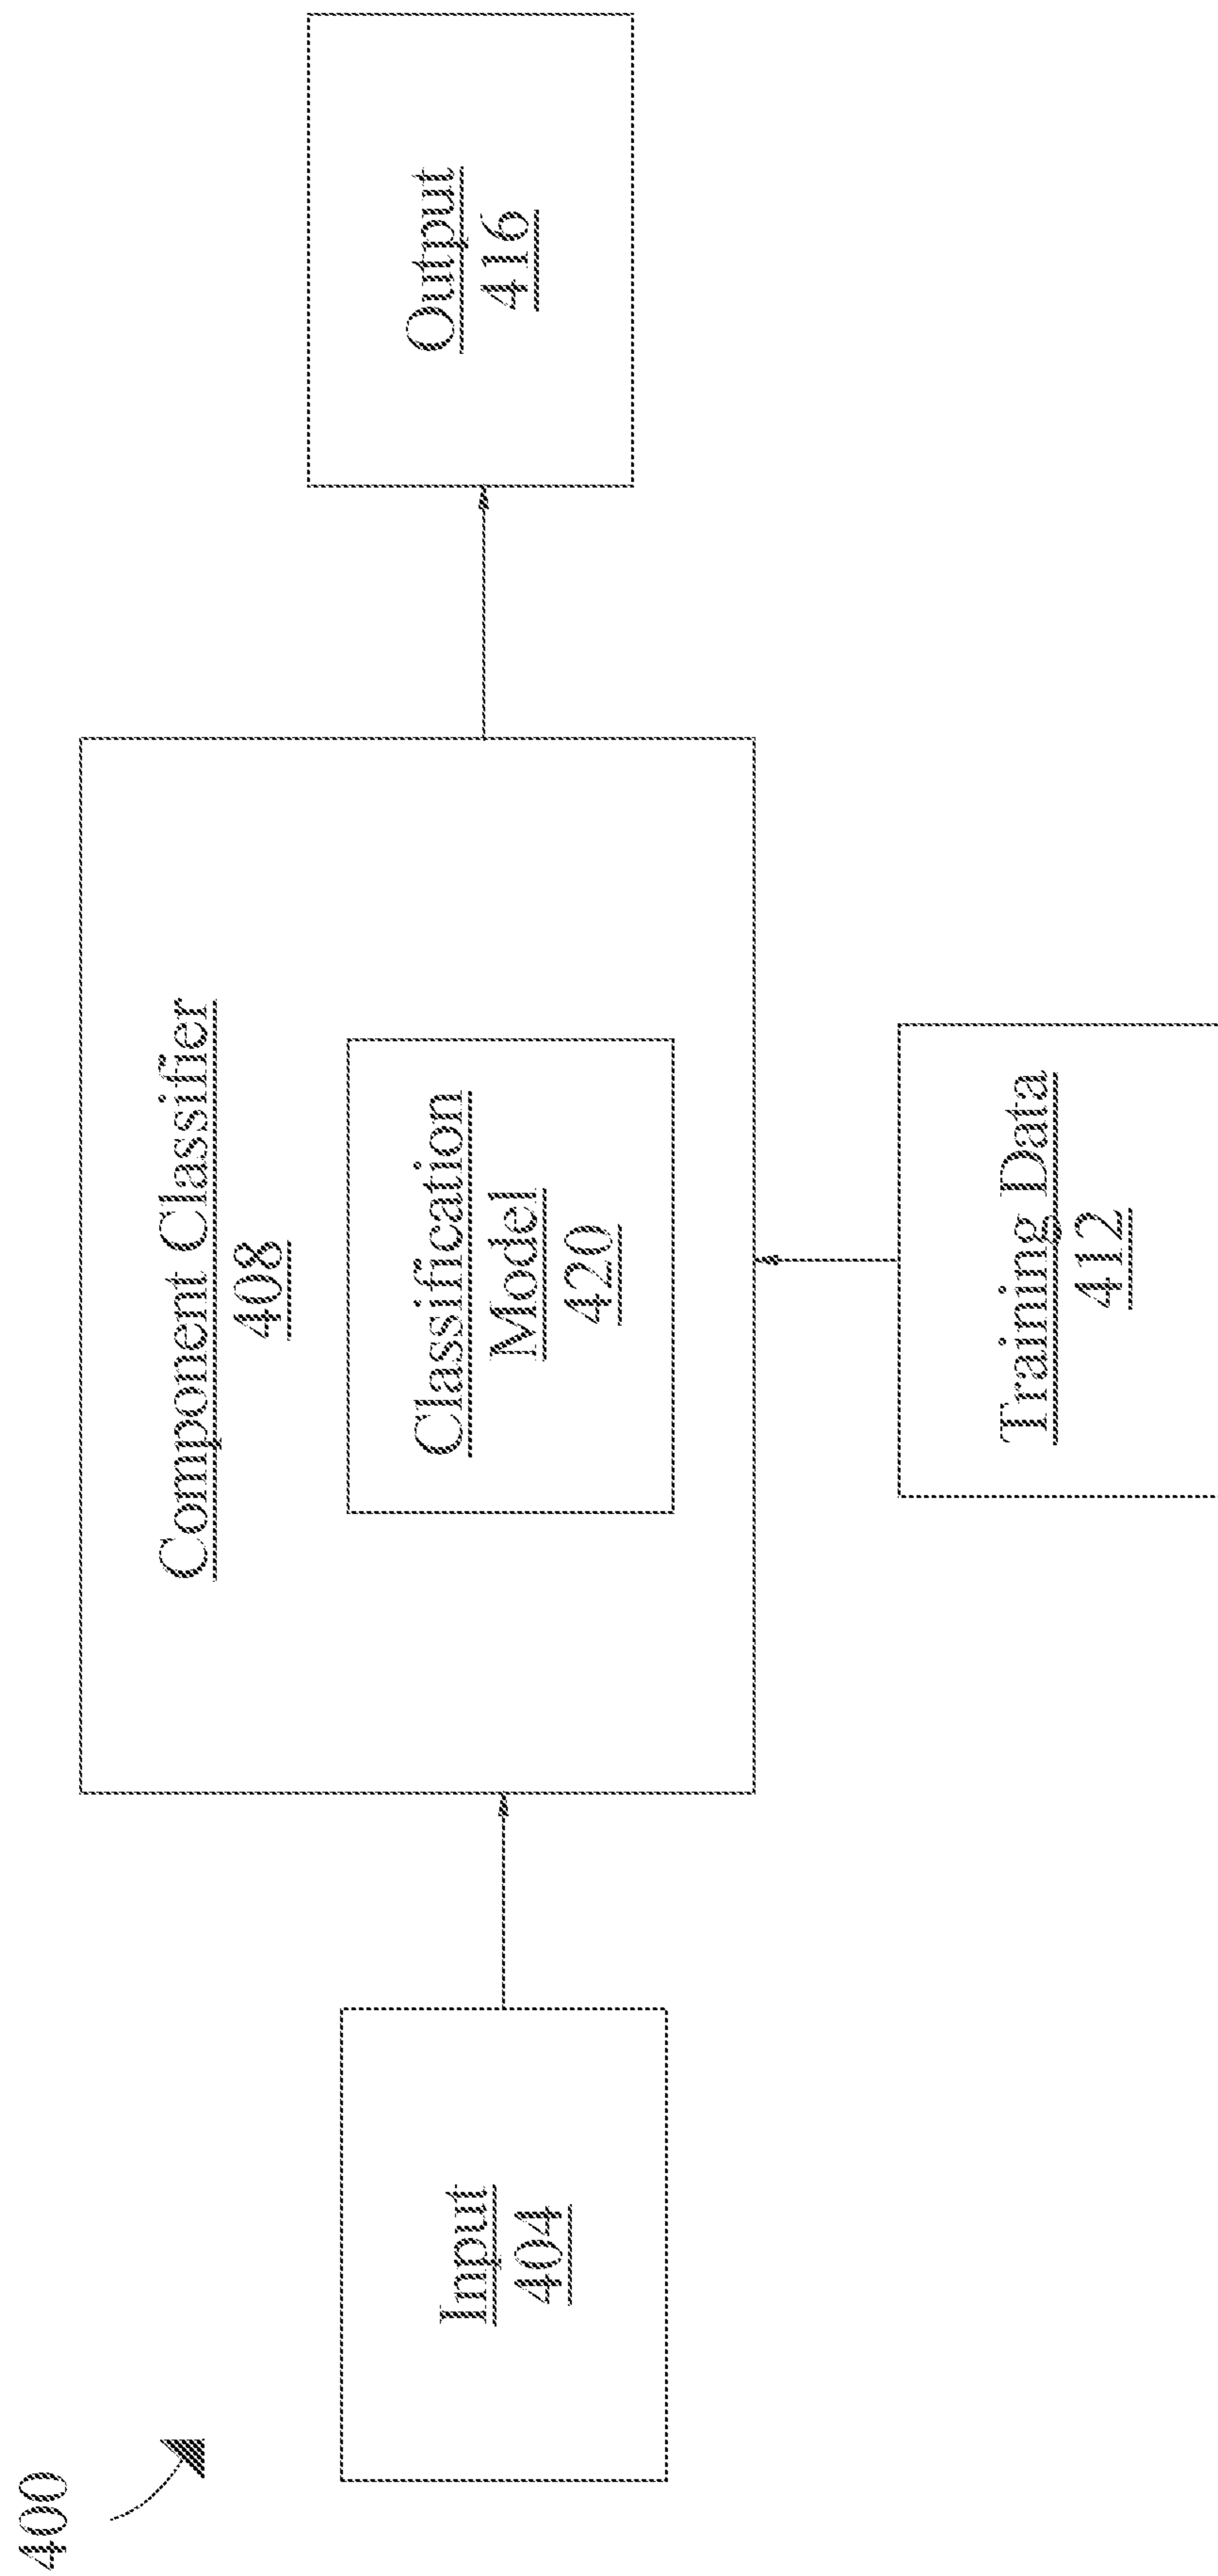 400
Input
404
Component Classifier
408
Classification
Model
420
Training Data
412
Output
416